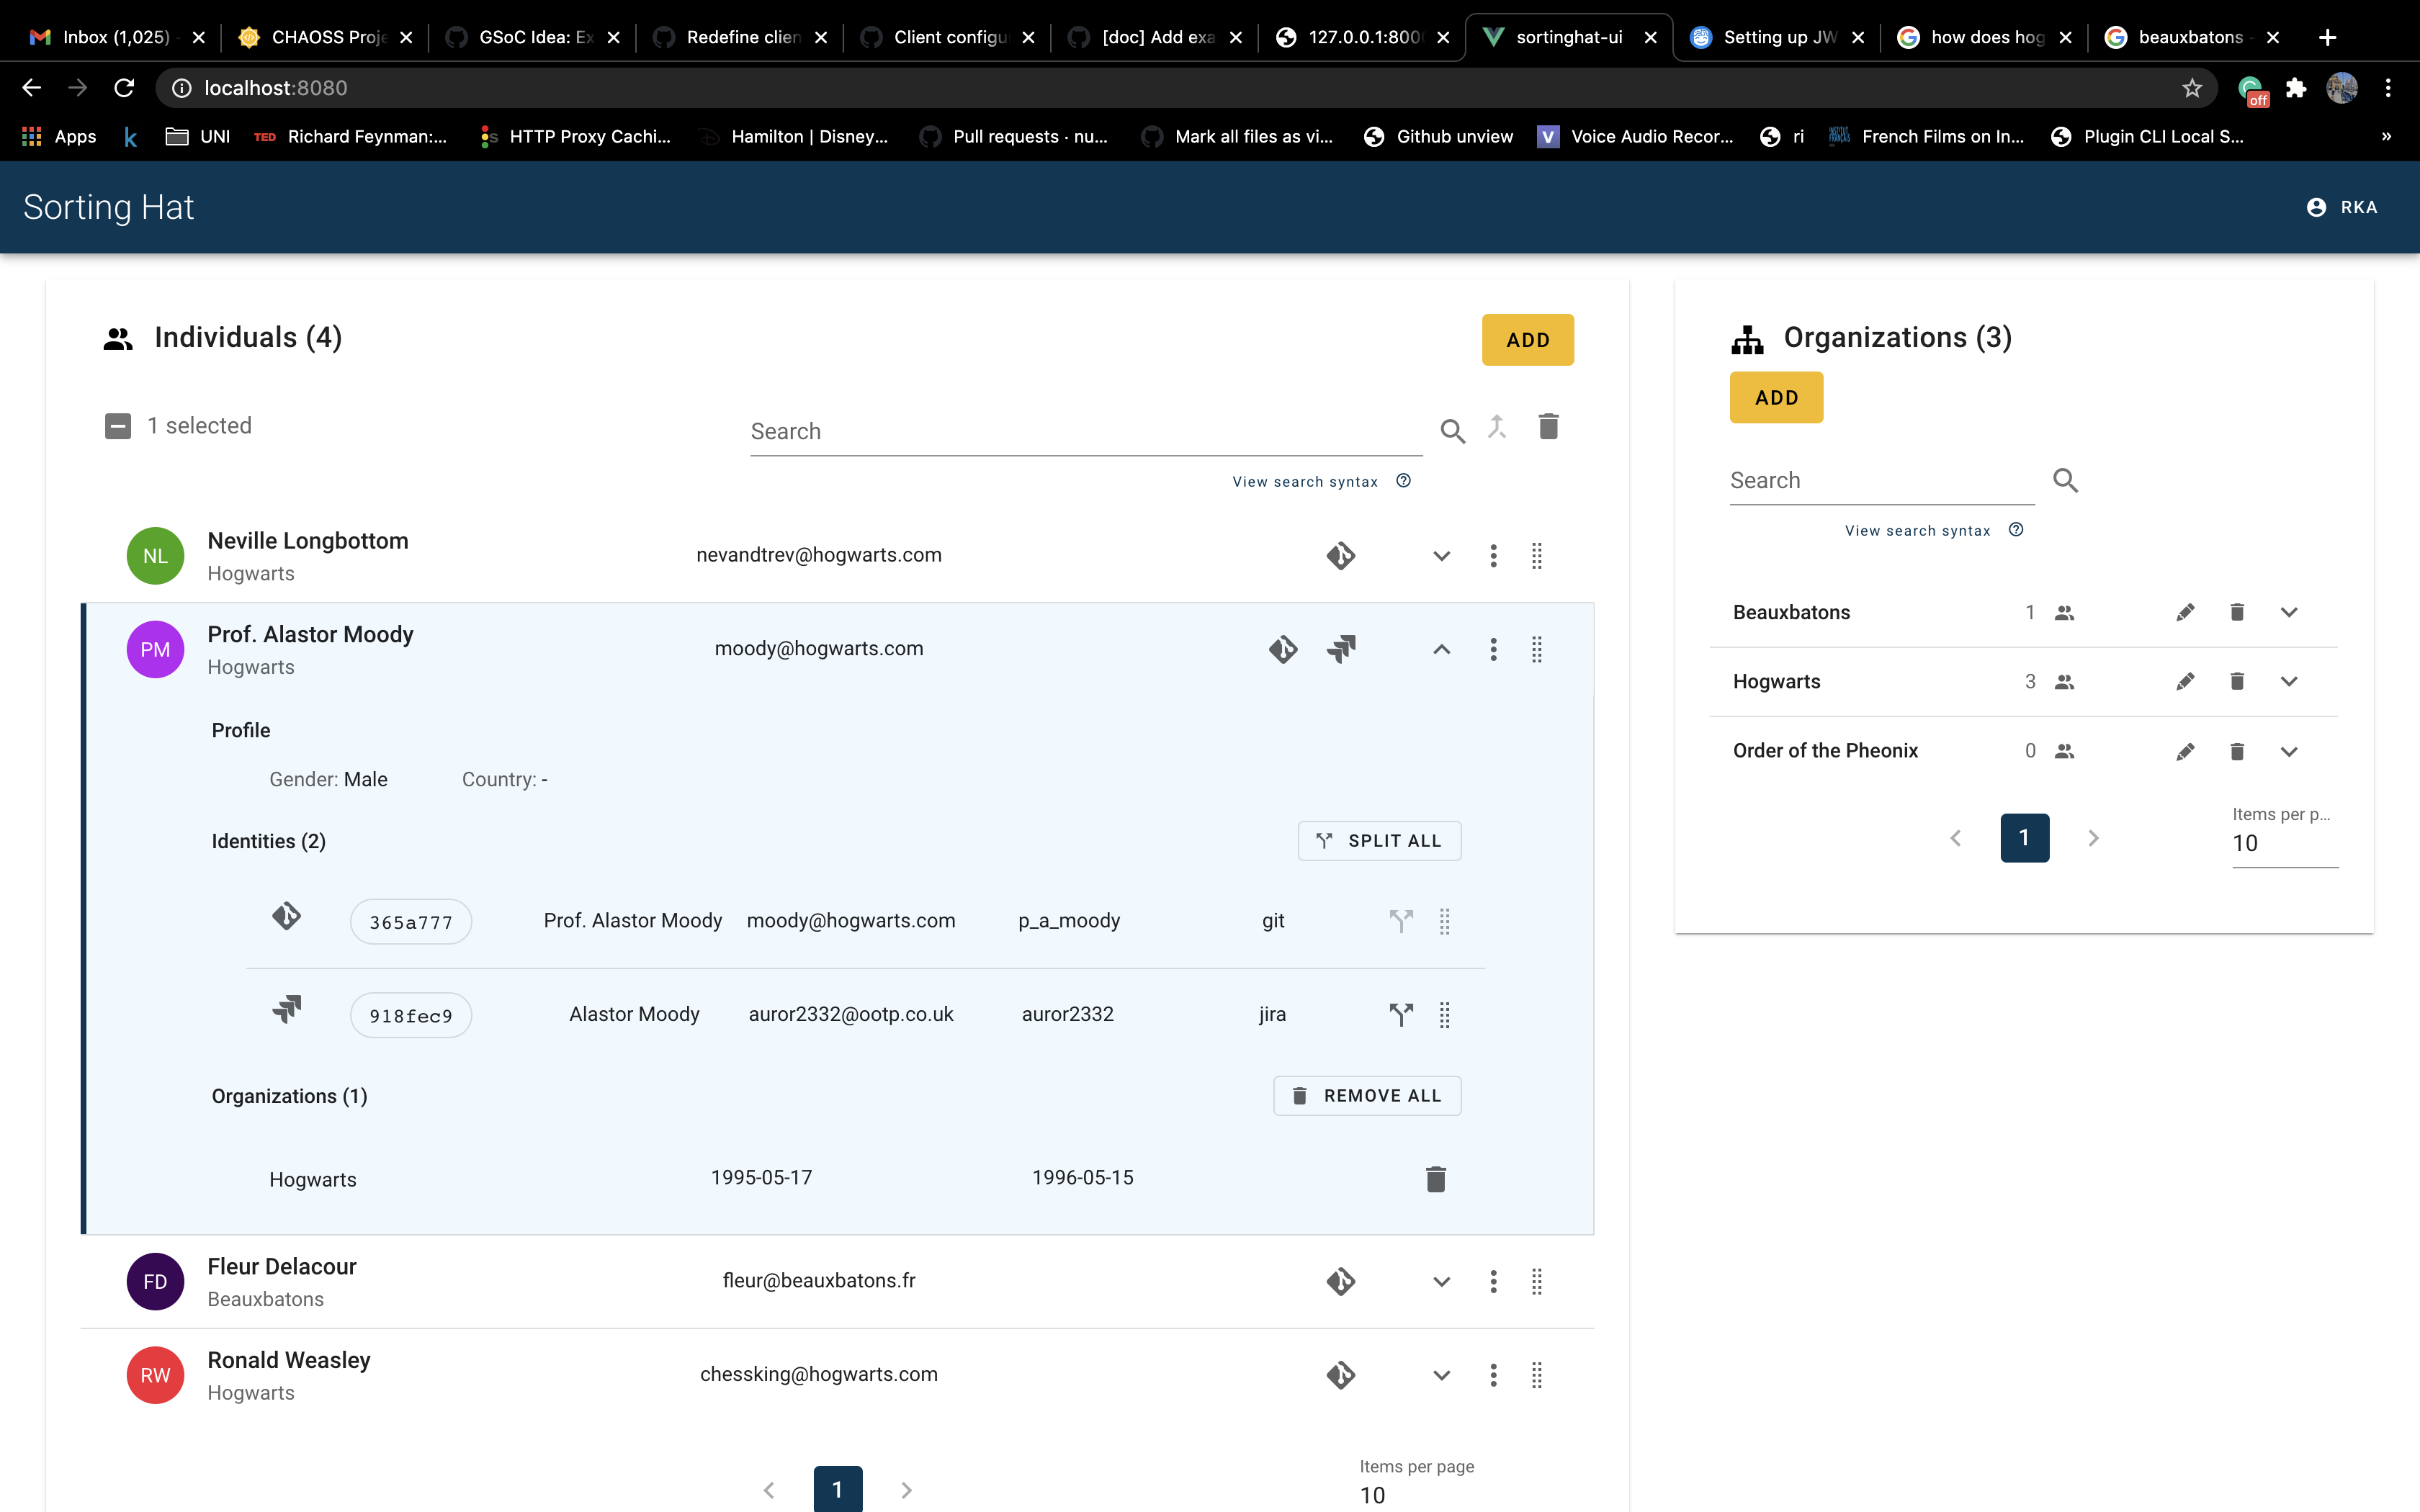 Inbox (1,025) CHAOSS Proje GSoC Idea: Ex Redefine clien Client configu [doc] Add exa 127.0.0.1:800 sortinghat-ui Setting up JW how does hog beauxbatons -
localhost:8080 off
Apps k UNI TED Richard Feynman:... HTTP Proxy Cachi... Hamilton | Disney... Pull requests · nu... Mark all files as vi... Github unview V Voice Audio Recor... ri French Films on In... Plugin CLI Local S... »
Sorting Hat RKA
Individuals (4) ADD
1 selected Search
View search syntax
NL Neville Longbottom nevandtrev@hogwarts.com
Hogwarts
PM Prof. Alastor Moody moody@hogwarts.com
Hogwarts
Profile
Gender: Male Country: -
Identities (2) SPLIT ALL
365a777 Prof. Alastor Moody moody@hogwarts.com p_a_moody git
918fec9 Alastor Moody auror2332@ootp.co.uk auror2332 jira
Organizations (1) REMOVE ALL
Hogwarts 1995-05-17 1996-05-15
FD Fleur Delacour fleur@beauxbatons.fr
Beauxbatons
RW Ronald Weasley chessking@hogwarts.com
Hogwarts
1 Items per page
10
Organizations (3)
ADD
Search
View search syntax
Beauxbatons 1
Hogwarts 3
Order of the Pheonix 0
1 Items per p...
10